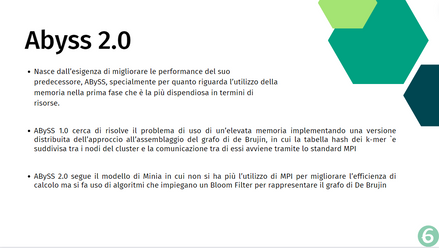 Abyss 2.0
• Nasce dall'esigenza di migliorare le performance del suo
predecessore, ABySS, specialmente per quanto riguarda l'utilizzo della
memoria nella prima fase che è la più dispendiosa in termini di
risorse.
• ABySS 1.0 cerca di risolve il problema di uso di un'elevata memoria implementando una versione
distribuita dell'approccio all'assemblaggio del grafo di de Brujin, in cui la tabella hash dei k-mer `e
suddivisa tra i nodi del cluster e la comunicazione tra di essi avviene tramite lo standard MPI
• ABySS 2.0 segue il modello di Minia in cui non si ha più l'utilizzo di MPI per migliorare l'efficienza di
calcolo ma si fa uso di algoritmi che impiegano un Bloom Filter per rappresentare il grafo di De Brujin
6